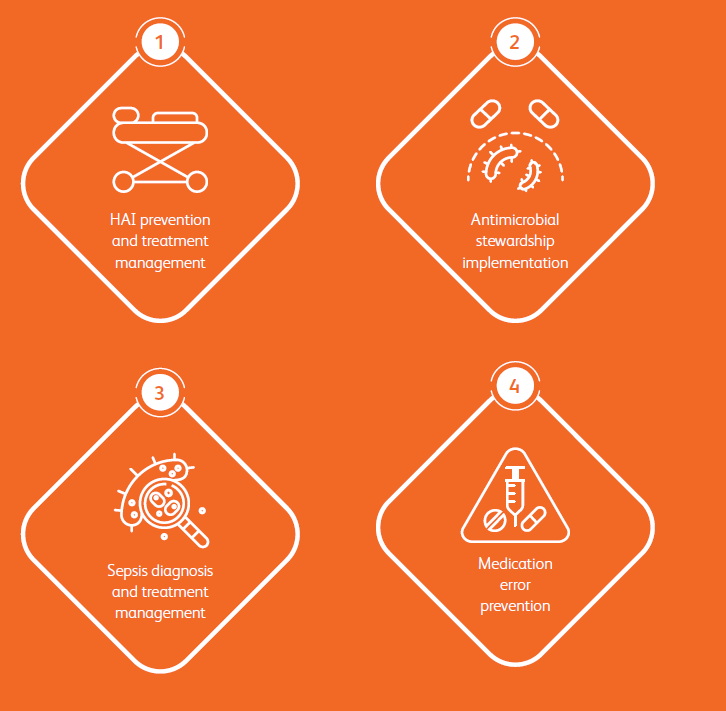 1
HAI prevention
and treatment
management
2
Antimicrobial
stewardship
implementation
3
Sepsis diagnosis
and treatment
management
4
Medication
error
prevention